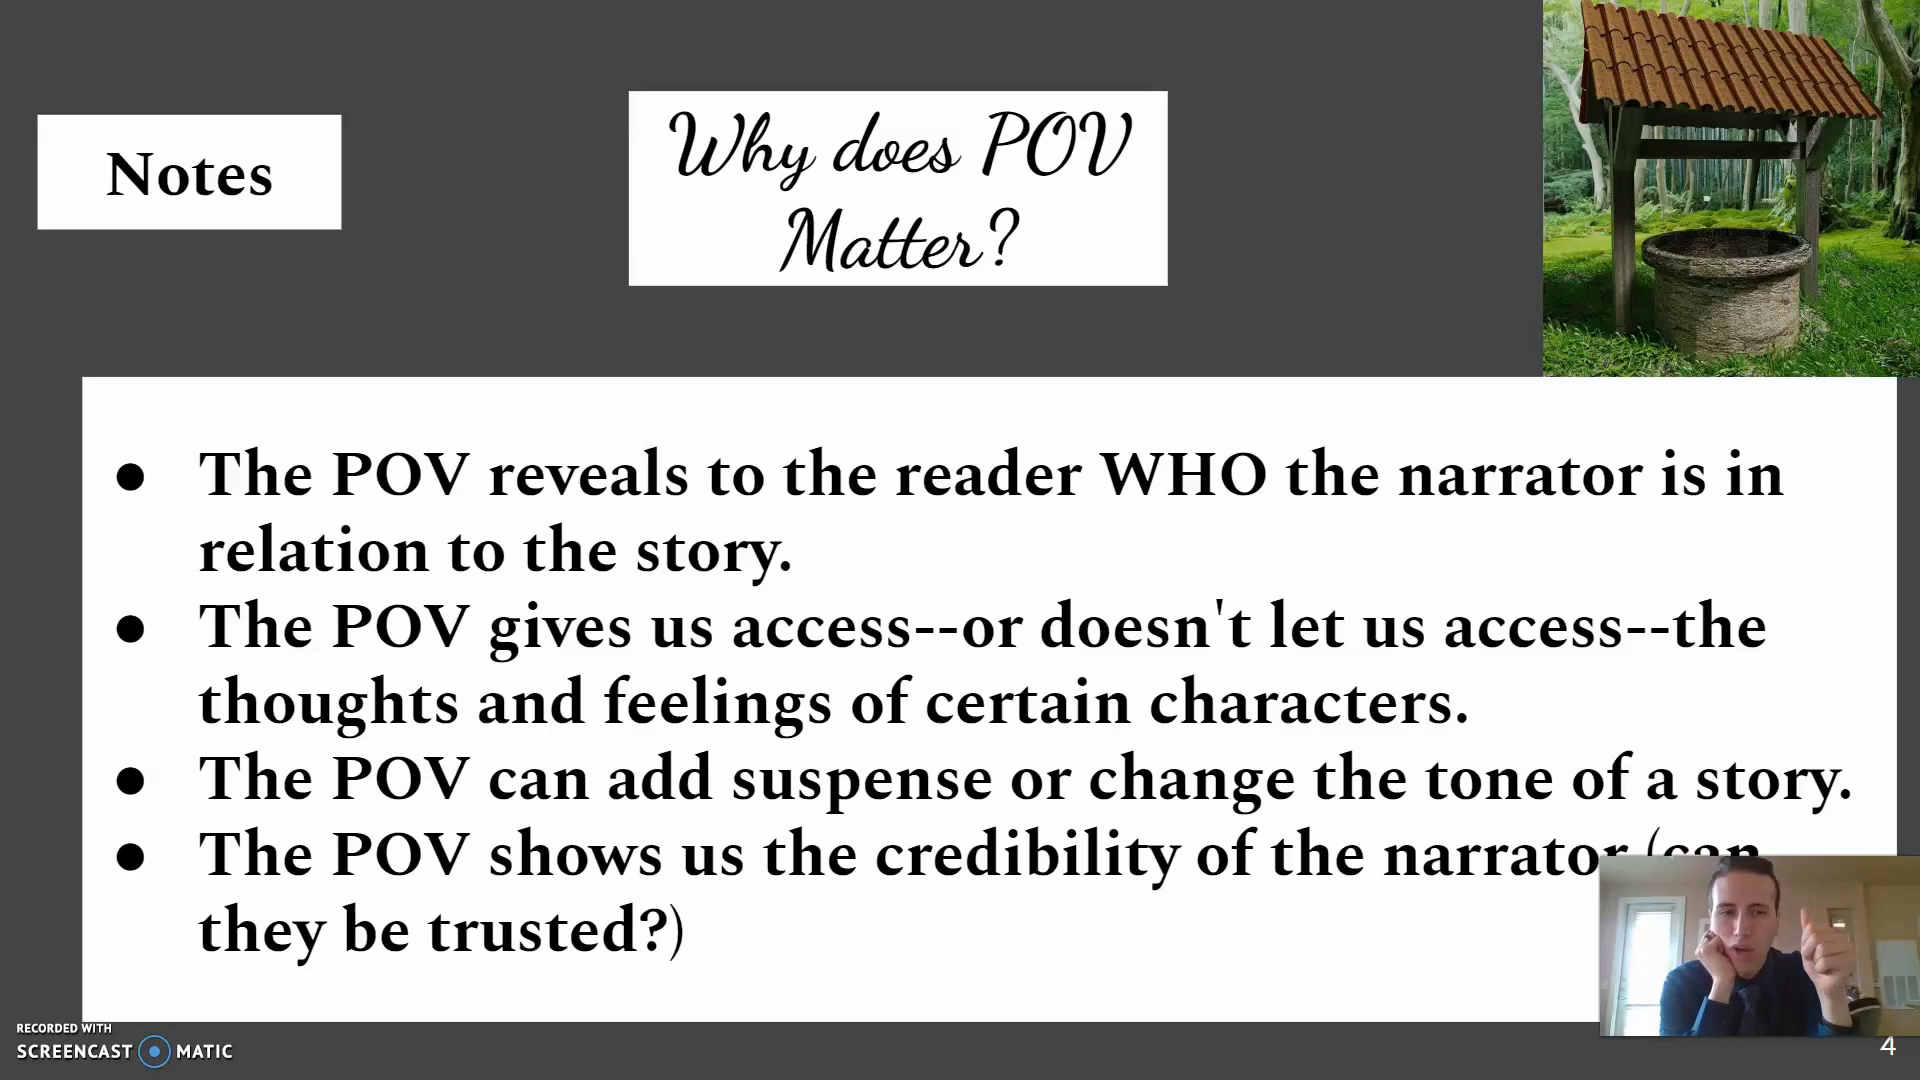 Notes
Why does POV
Matter?
● The POV reveals to the reader WHO the narrator is in
relation to the story.
● The POV gives us access--or doesn't let us access--the
thoughts and feelings of certain characters.
● The POV can add suspense or change the tone of a story.
● The POV shows us the credibility of the narrator (can
they be trusted?)
RECORDED WITH
SCREENCAST MATIC
4